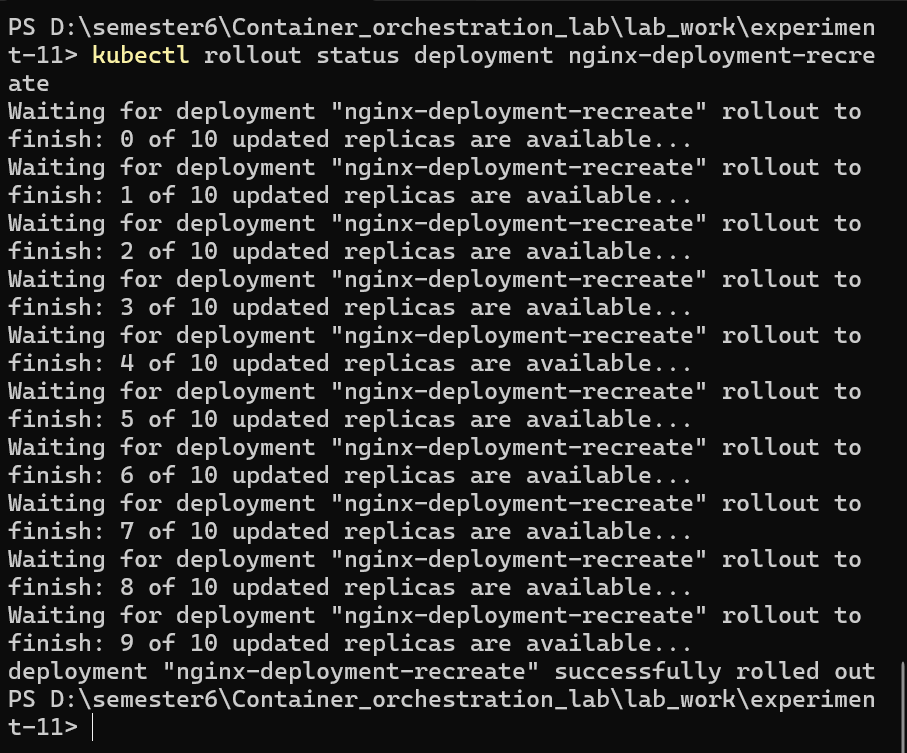 PS D:\semester6\Container_orchestration_lab\lab_work\experimen
t-11> kubectl rollout status deployment nginx-deployment-recre
ate
Waiting for deployment "nginx-deployment-recreate" rollout to
finish: 0 of 10 updated replicas are available...
Waiting for deployment "nginx-deployment-recreate" rollout to
finish: 1 of 10 updated replicas are available...
Waiting for deployment "nginx-deployment-recreate" rollout to
finish: 2 of 10 updated replicas are available...
Waiting for deployment "nginx-deployment-recreate" rollout to
finish: 3 of 10 updated replicas are available...
Waiting for deployment "nginx-deployment-recreate" rollout to
finish: 4 of 10 updated replicas are available...
Waiting for deployment "nginx-deployment-recreate" rollout to
finish: 5 of 10 updated replicas are available...
Waiting for deployment "nginx-deployment-recreate" rollout to
finish: 6 of 10 updated replicas are available...
Waiting for deployment "nginx-deployment-recreate" rollout to
finish: 7 of 10 updated replicas are available...
Waiting for deployment "nginx-deployment-recreate" rollout to
finish: 8 of 10 updated replicas are available...
Waiting for deployment "nginx-deployment-recreate" rollout to
finish: 9 of 10 updated replicas are available...
deployment "nginx-deployment-recreate" successfully rolled out
PS D:\semester6\Container_orchestration_lab\lab_work\experimen
t-11>